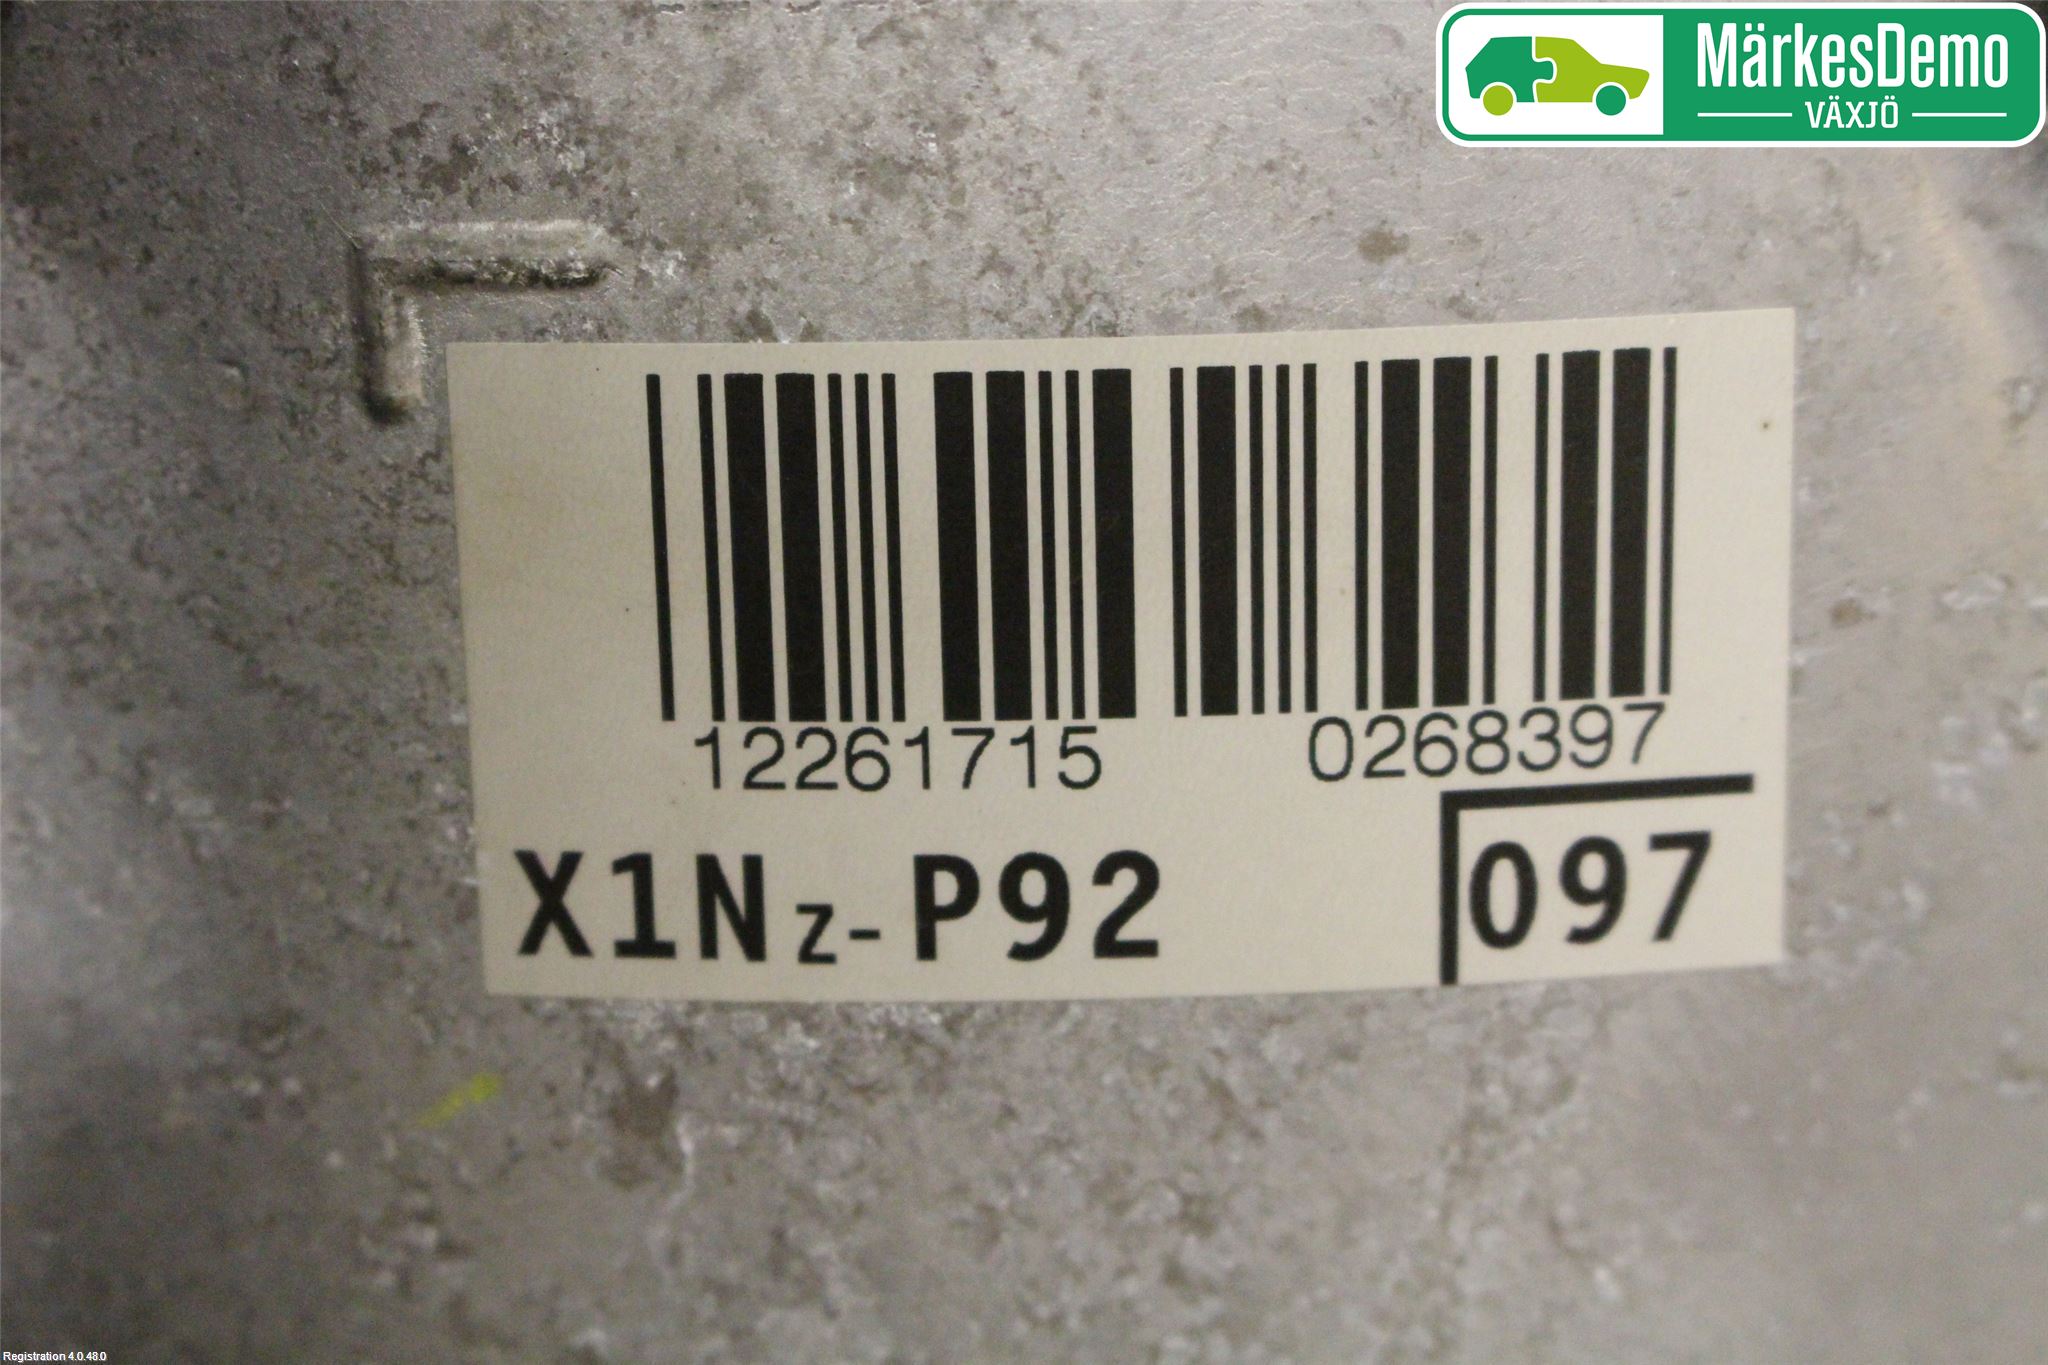 MärkesDemo
VÄXJÖ
12261715 0268397
X1Nz-P92 097
Registration 4.0.48.0